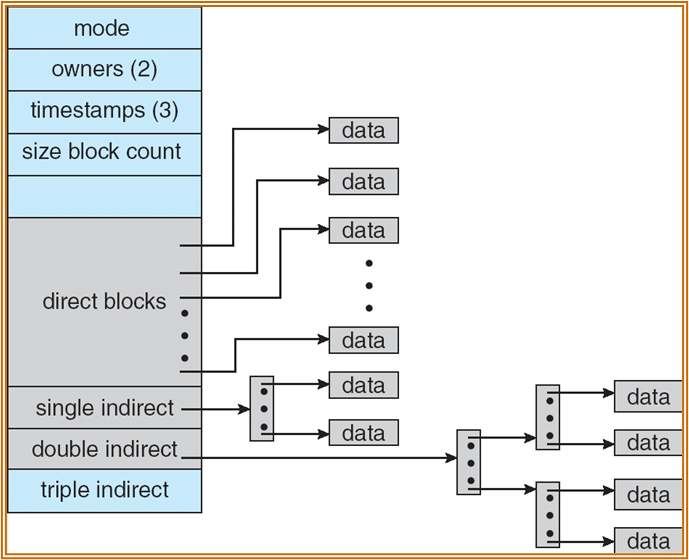 mode
owners (2)
timestamps (3)
size block count
direct blocks
single indirect
double indirect
triple indirect
data
data
data
data
data
data
data
data
data
data